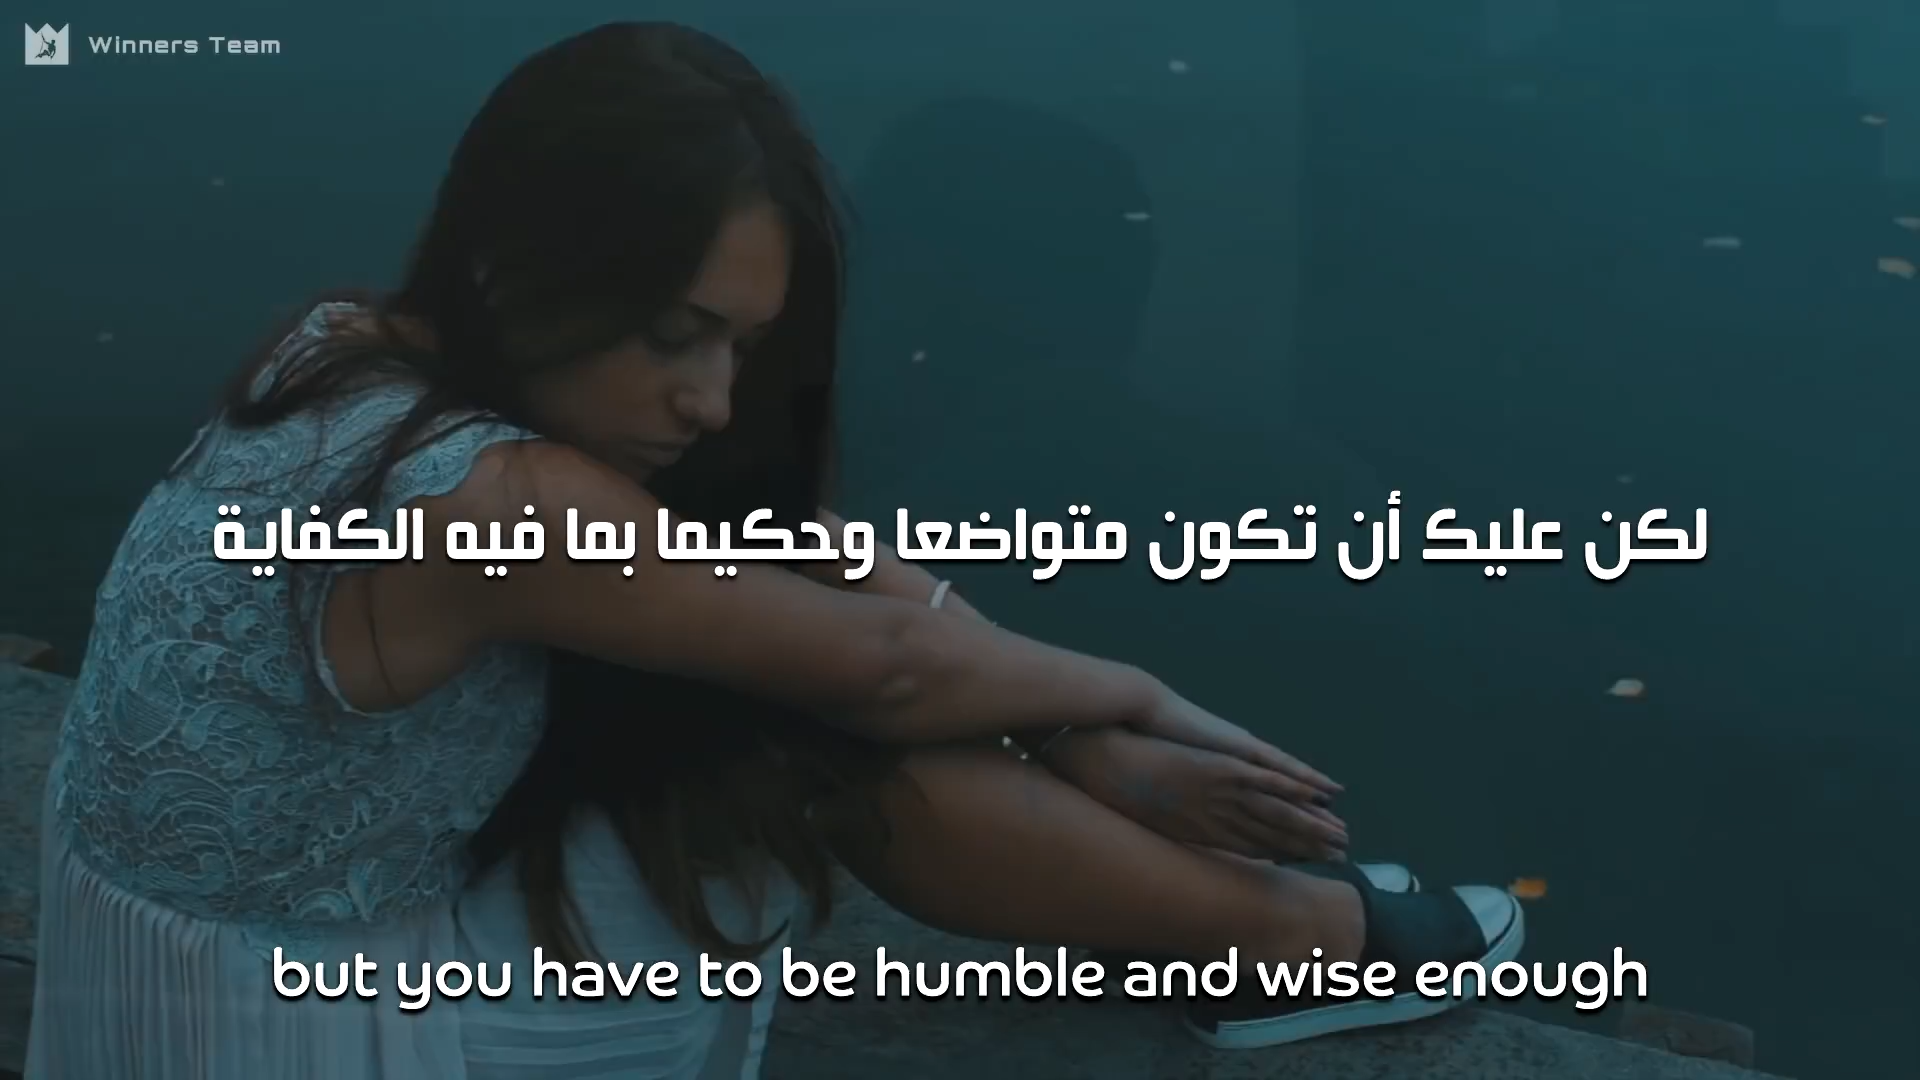 Winners Team
لكن عليك أن تكون متواضعا وحكيما بما فيه الكفاية
but you have to be humble and wise enough